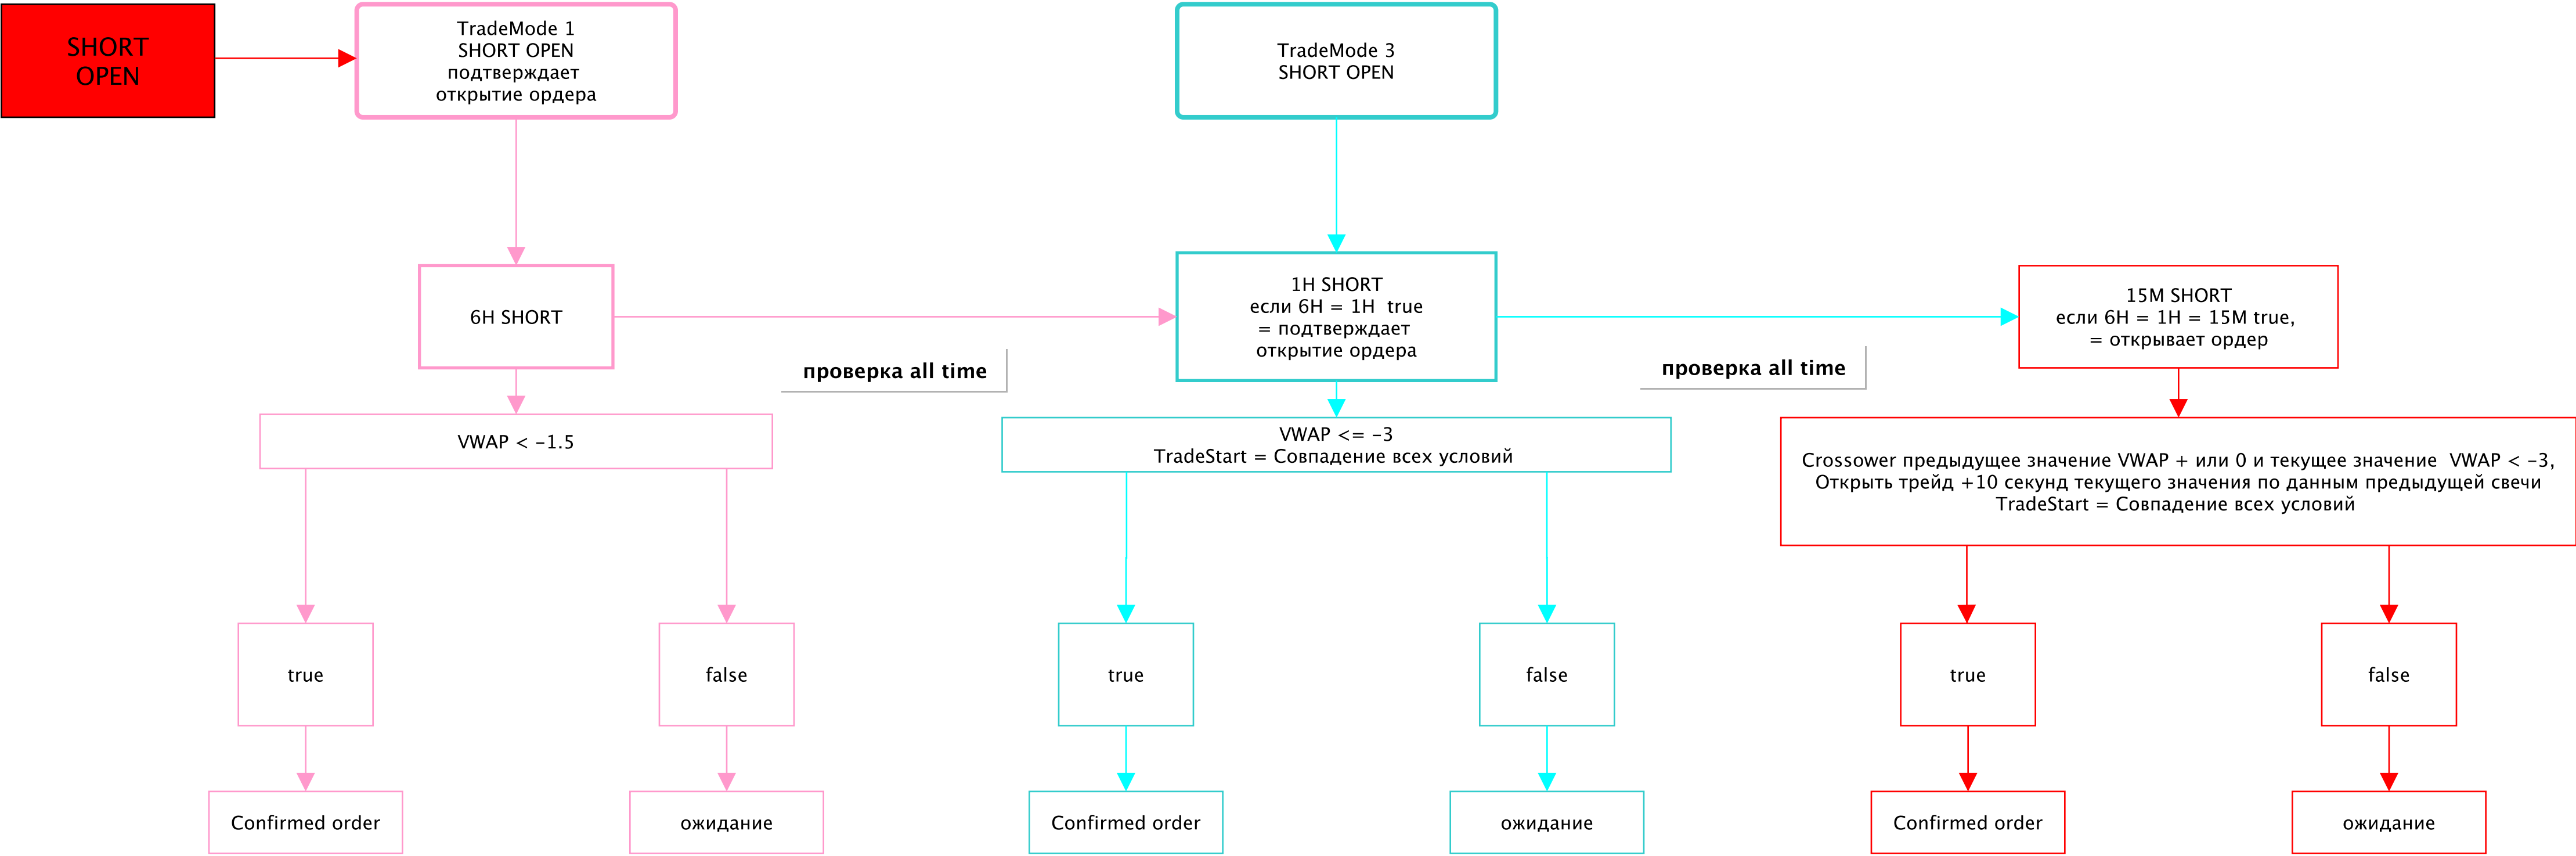 SHORT
OPEN
TradeMode 1
SHORT OPEN
подтверждает
открытие ордера
TradeMode 3
SHORT OPEN
6H SHORT
1H SHORT
если 6H = 1H  true
= подтверждает
открытие ордера
15M SHORT
если 6H = 1H = 15M true,
= открывает ордер
проверка all time
проверка all time
VWAP < -1.5
VWAP <= -3
TradeStart = Совпадение всех условий
Crossower предыдущее значение VWAP + или 0 и текущее значение  VWAP < -3,
Открыть трейд +10 секунд текущего значения по данным предыдущей свечи
TradeStart = Совпадение всех условий
true
false
true
false
true
false
Confirmed order
ожидание
Confirmed order
ожидание
Confirmed order
ожидание